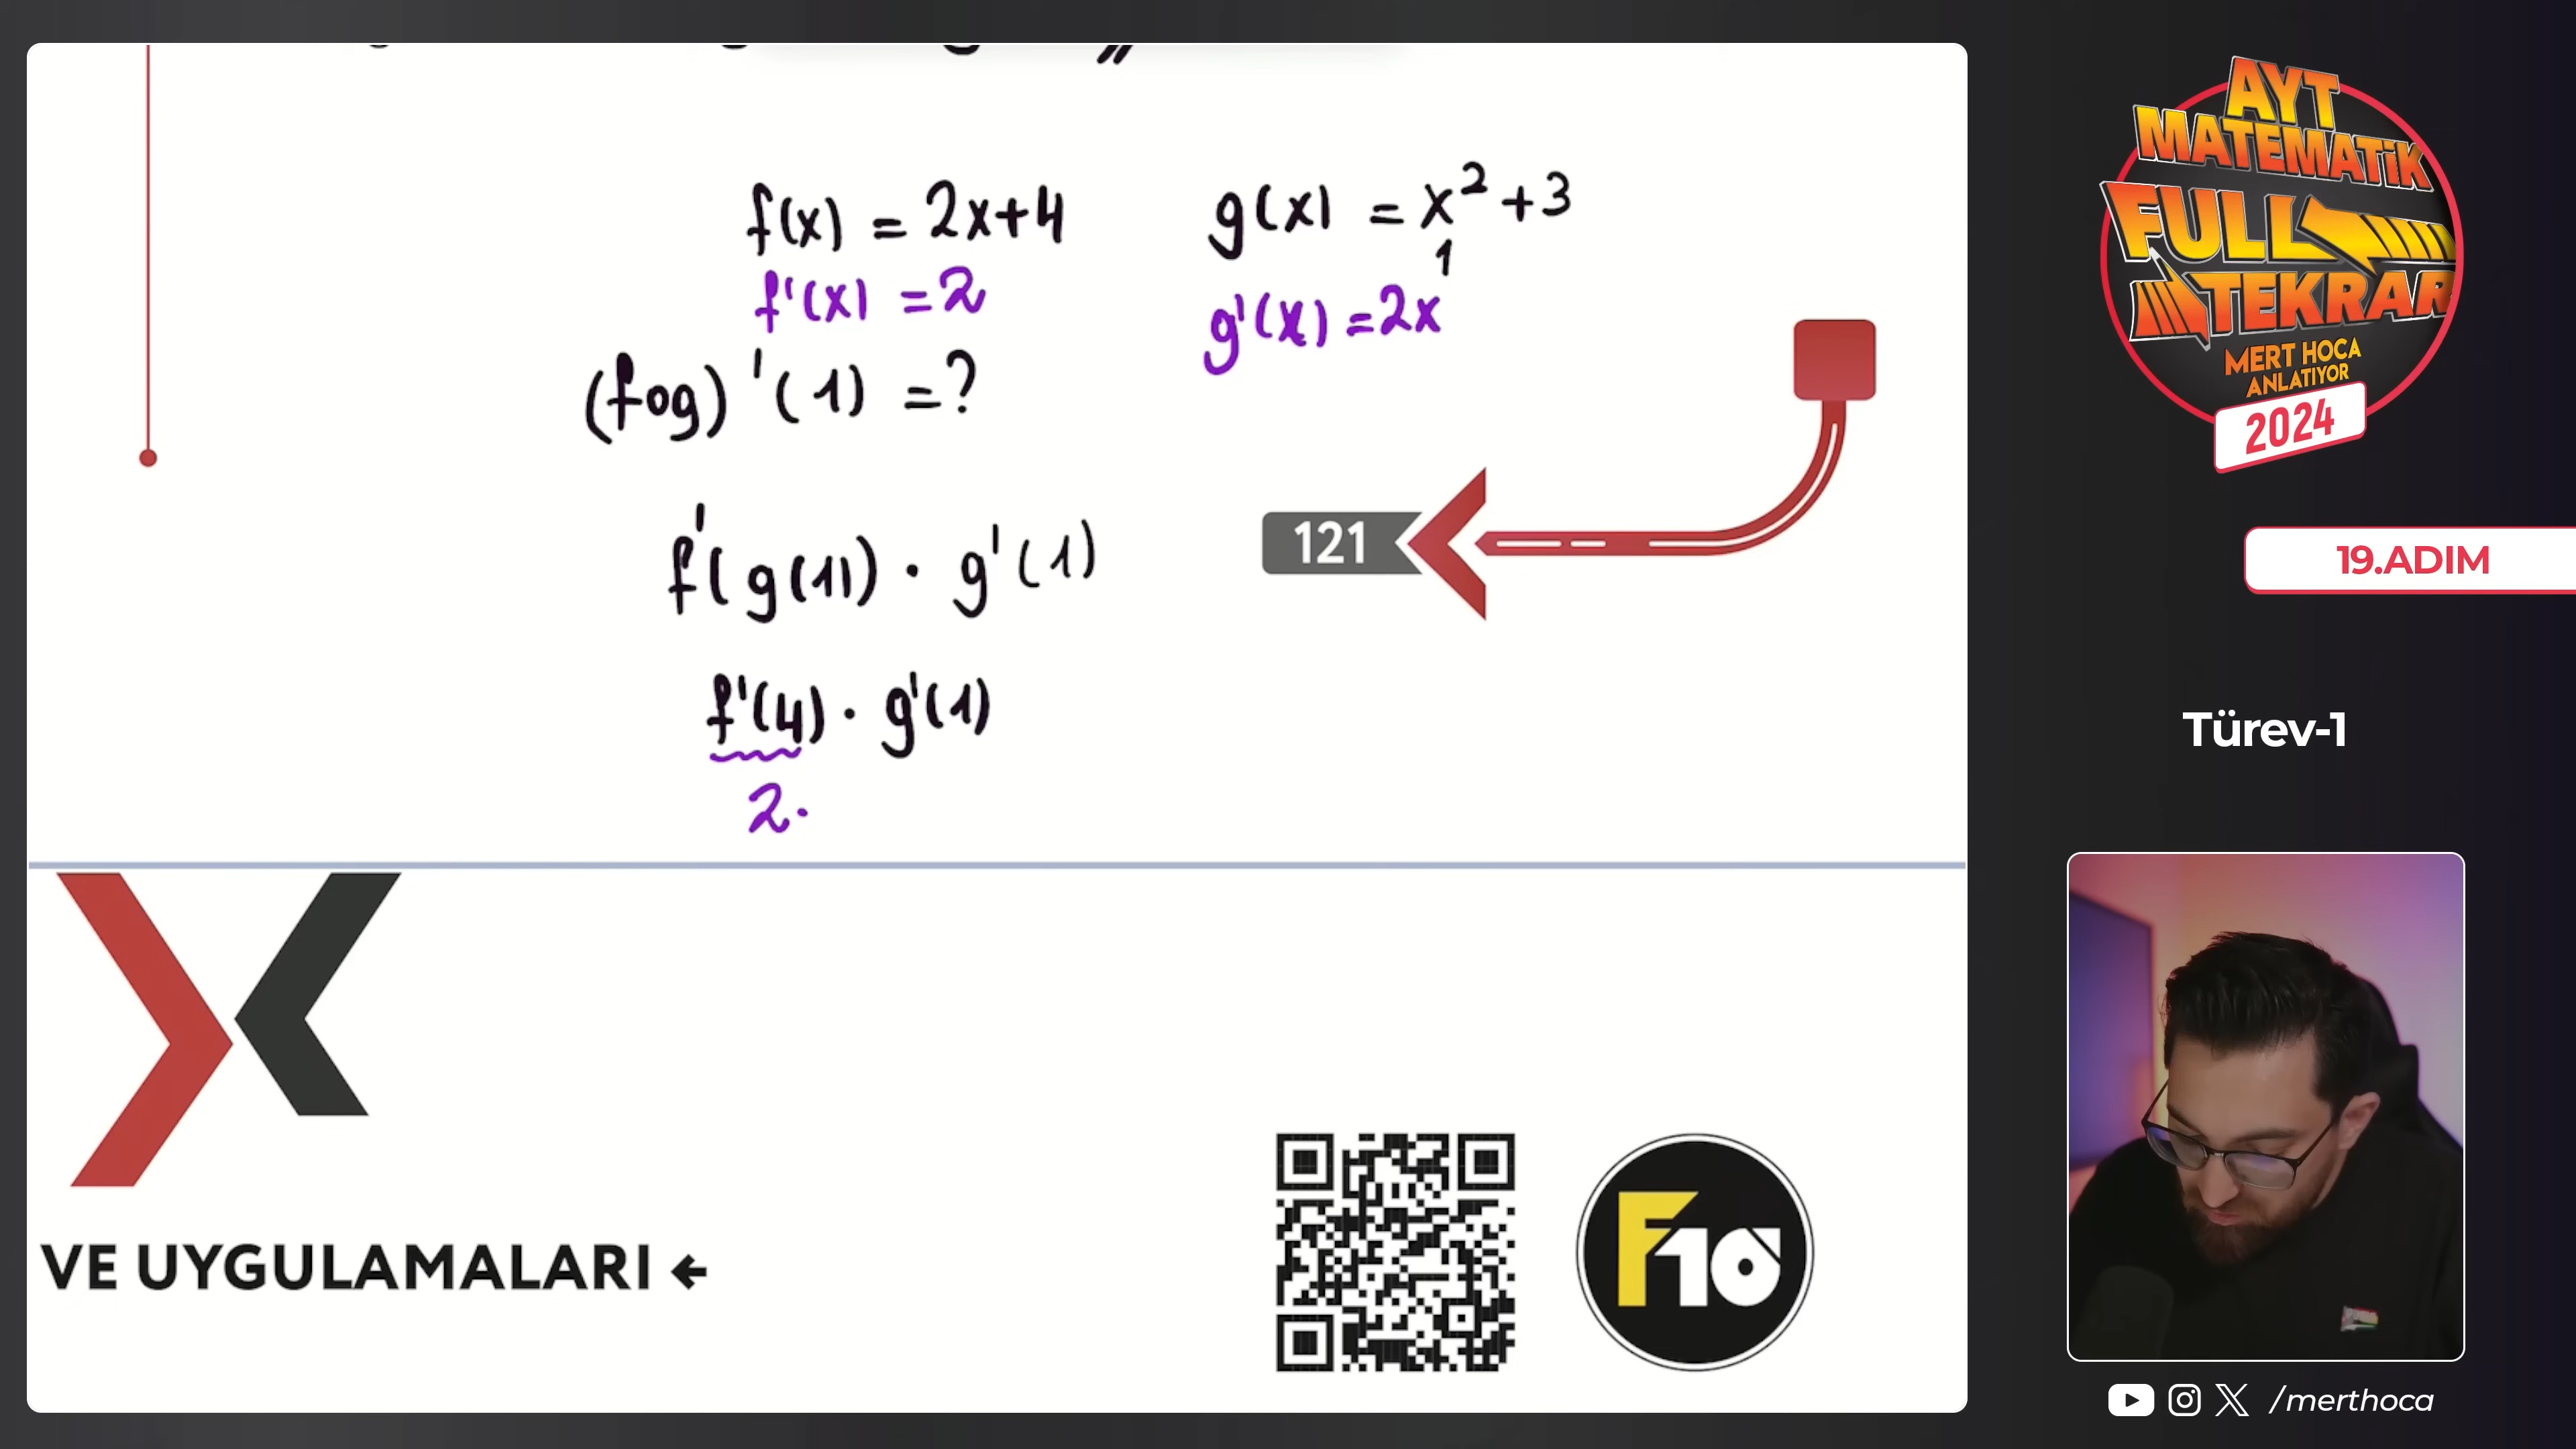 f(x) = 2x+4
g(x) = x²+3
1
f'(x) = 2
g'(x) = 2x
(fog)'(1) = ?
f'(g(1)) · g'(1)
121
f'(4) · g'(1)
2·
VE UYGULAMALARI ←
F10
AYT
MATEMATİK
FULL
TEKRAR
MERT HOCA
ANLATIYOR
2024
19.ADIM
Türev-1
/merthoca